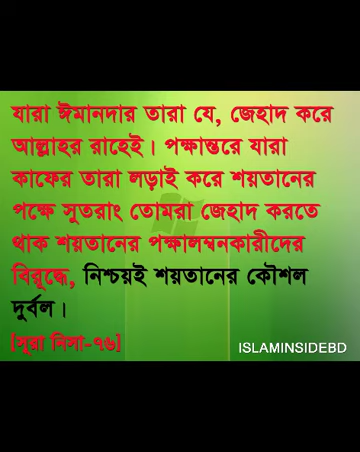 যারা ঈমানদার তারা যে, জেহাদ করে
আল্লাহর রাহেই। পক্ষান্তরে যারা
কাফের তারা লড়াই করে শয়তানের
পক্ষে সুতরাং তোমরা জেহাদ করতে
থাক শয়তানের পক্ষালম্বনকারীদের
বিরুদ্ধে, নিশ্চয়ই শয়তানের কৌশল
দুর্বল।
[সূরা নিসা-৭৬]
ISLAMINSIDEBD